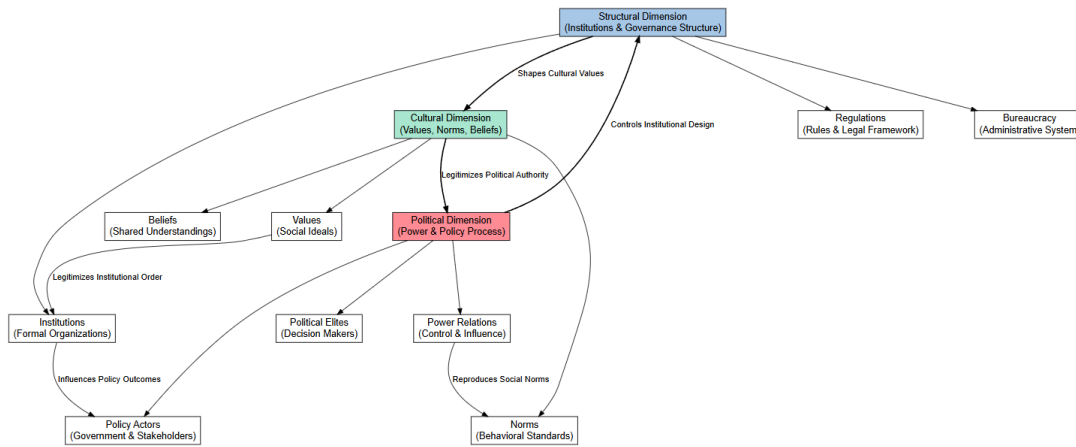 Structural Dimension
(Institutions & Governance Structure)
Shapes Cultural Values
Cultural Dimension
(Values, Norms, Beliefs)
Controls Institutional Design
Regulations
(Rules & Legal Framework)
Bureaucracy
(Administrative System)
Legitimizes Political Authority
Beliefs
(Shared Understandings)
Values
(Social Ideals)
Political Dimension
(Power & Policy Process)
Legitimizes Institutional Order
Institutions
(Formal Organizations)
Political Elites
(Decision Makers)
Power Relations
(Control & Influence)
Influences Policy Outcomes
Reproduces Social Norms
Policy Actors
(Government & Stakeholders)
Norms
(Behavioral Standards)